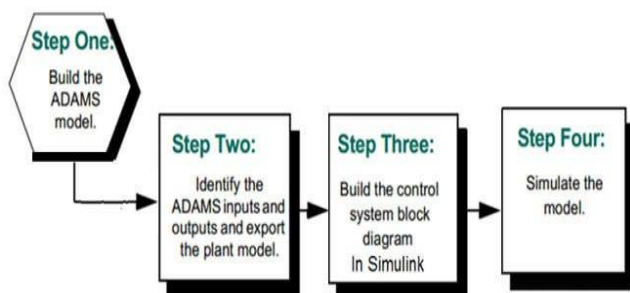 Step One:
Build the
ADAMS
model.
Step Two:
Identify the
ADAMS inputs and
outputs and export
the plant model.
Step Three:
Build the control
system block
diagram
In Simulink
Step Four:
Simulate the
model.